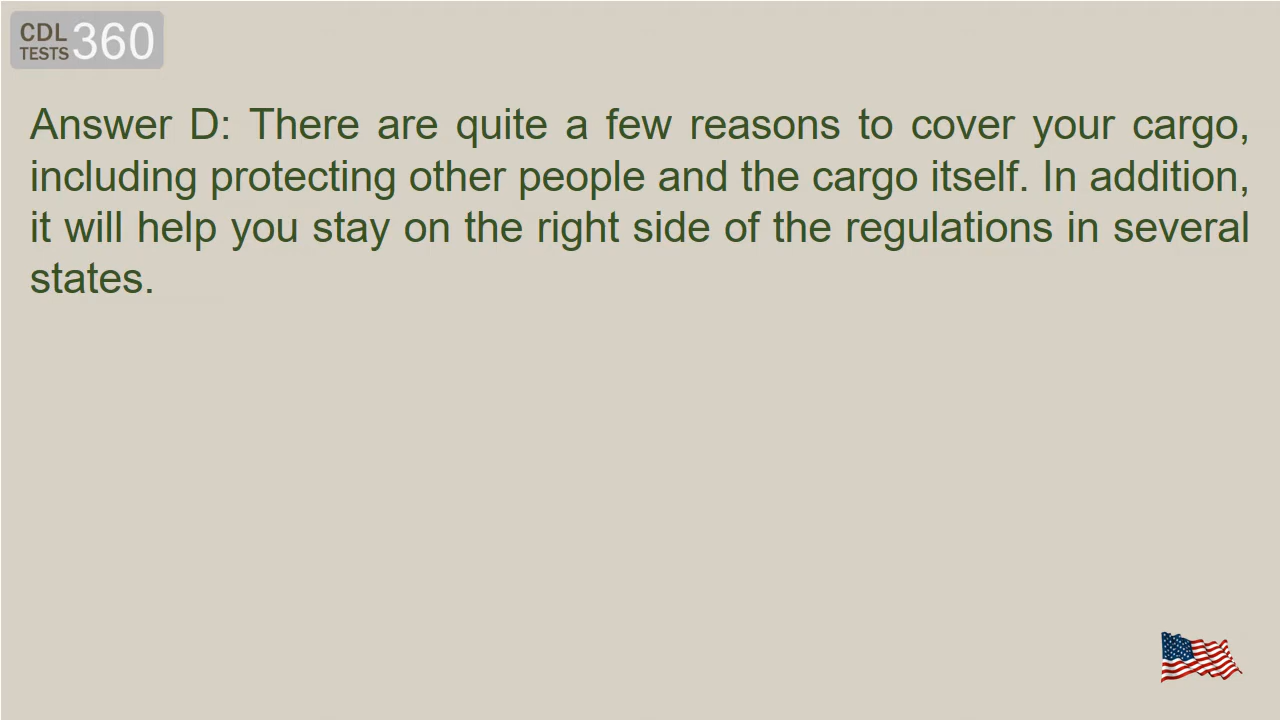 CDL
TESTS 360
Answer D: There are quite a few reasons to cover your cargo,
including protecting other people and the cargo itself. In addition,
it will help you stay on the right side of the regulations in several
states.